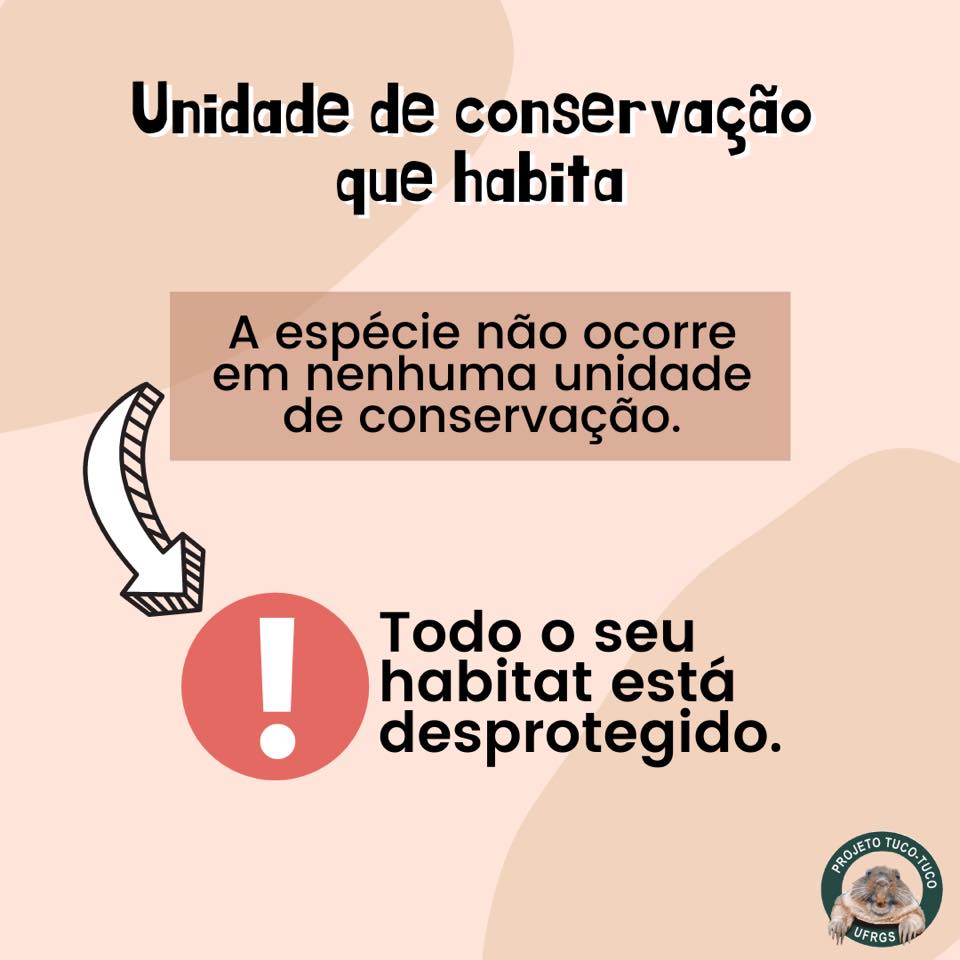 Unidade de conservação
que habita
A espécie não ocorre
em nenhuma unidade
de conservação.
!
Todo o seu
habitat está
desprotegido.
PROJETO TUCO-TUCO
UFRGS